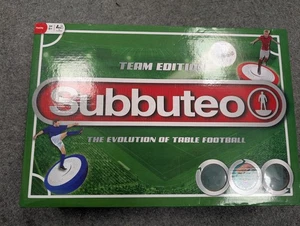 TEAM EDITION
Subbuteo
THE EVOLUTION OF TABLE FOOTBALL